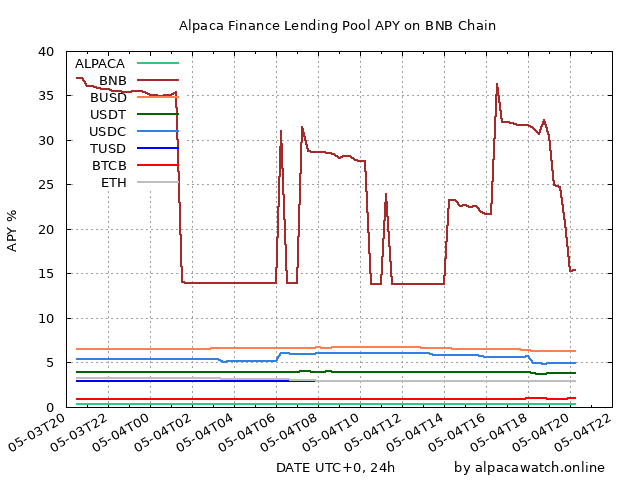 Alpaca Finance Lending Pool APY on BNB Chain
40
35
30
25
20
15
10
5
0
APY %
ALPACA
BNB
BUSD
USDT
USDC
TUSD
BTCB
ETH
05-03T20
05-03T22
05-04T00
05-04T02
05-04T04
05-04T06
05-04T08
05-04T10
05-04T12
05-04T14
05-04T16
05-04T18
05-04T20
05-04T22
DATE UTC+0, 24h
by alpacawatch.online